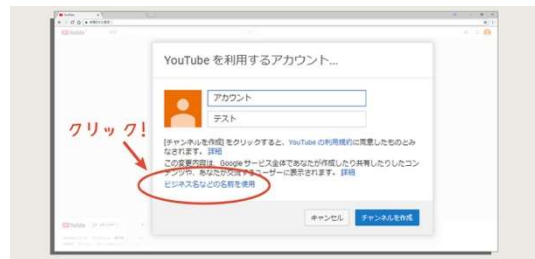 YouTube を利用するアカウント...
アカウント
テスト
クリック!
[チャンネルを作成] をクリックすると、YouTube の利用規約に同意したものとみ
なされます。 詳細
この変更内容は、Google サービス全体であなたが作成したり共有したりしたコン
テンツや、あなたが交流するユーザーに表示されます。 詳細
ビジネス名などの名前を使用
キャンセル
チャンネルを作成
YouTube